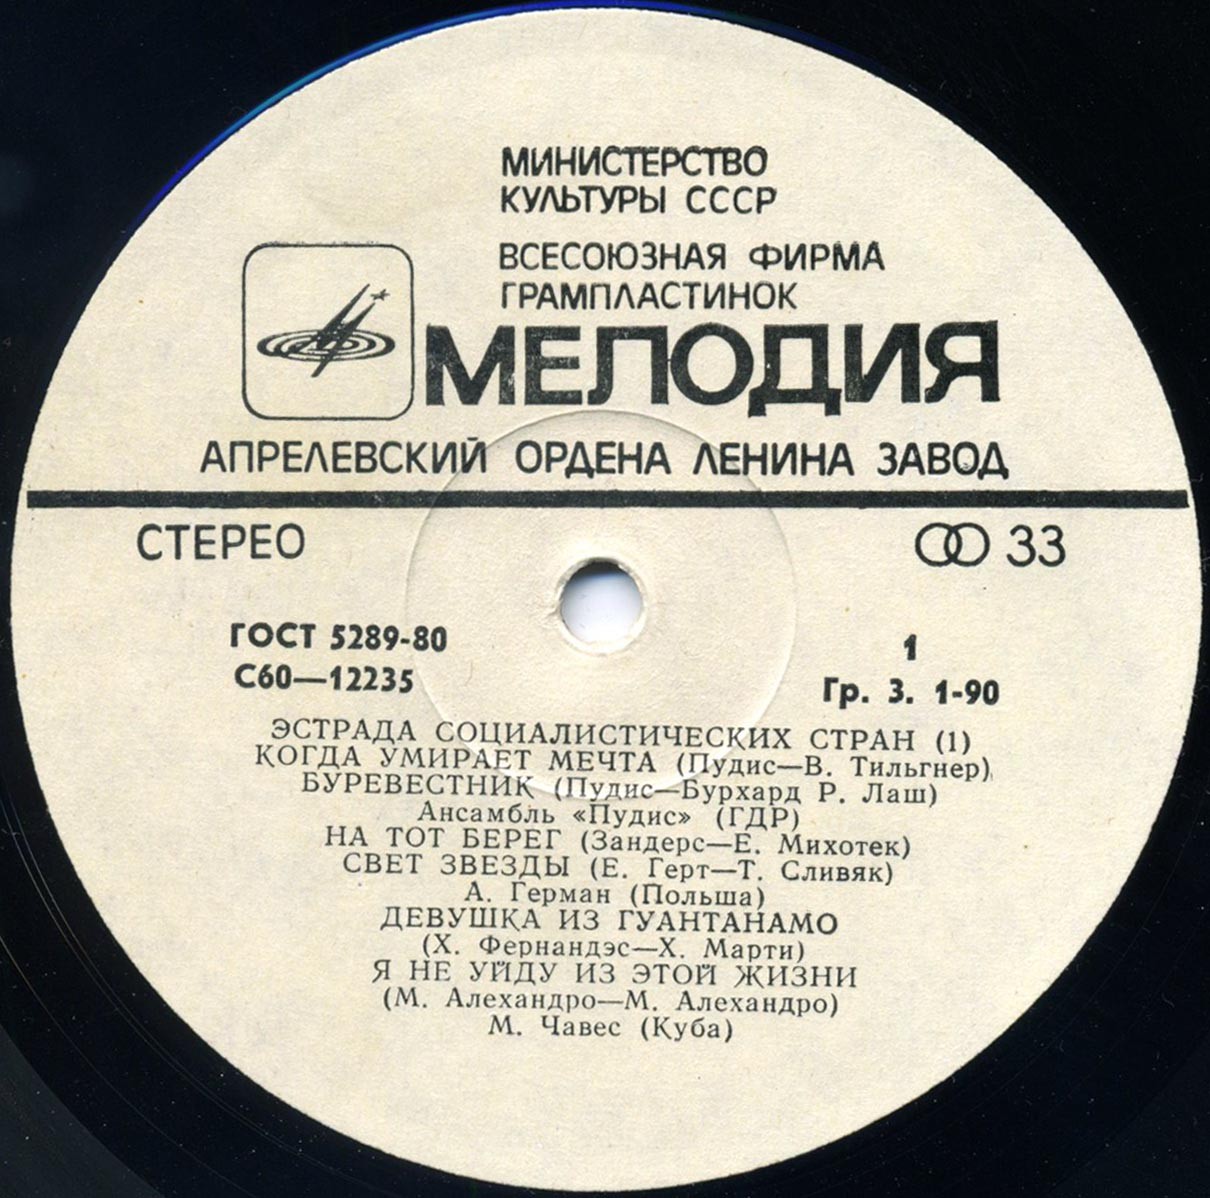 МИНИСТЕРСТВО
КУЛЬТУРЫ СССР
ВСЕСОЮЗНАЯ ФИРМА
ГРАМПЛАСТИНОК
МЕЛОДИЯ
АПРЕЛЕВСКИЙ ОРДЕНА ЛЕНИНА ЗАВОД
СТЕРЕО 33
ГОСТ 5289-80 1
С60—12235 Гр. 3. 1-90
ЭСТРАДА СОЦИАЛИСТИЧЕСКИХ СТРАН (1)
КОГДА УМИРАЕТ МЕЧТА (Пудис—В. Тильгнер),
БУРЕВЕСТНИК (Пудис—Бурхард Р. Лаш)
Ансамбль «Пудис» (ГДР)
НА ТОТ БЕРЕГ (Зандерс—Е. Михотек)
СВЕТ ЗВЕЗДЫ (Е. Герт—Т. Сливяк)
А. Герман (Польша)
ДЕВУШКА ИЗ ГУАНТАНАМО
(Х. Фернандэс—Х. Марти)
Я НЕ УЙДУ ИЗ ЭТОЙ ЖИЗНИ
(М. Алехандро—М. Алехандро)
М. Чавес (Куба)